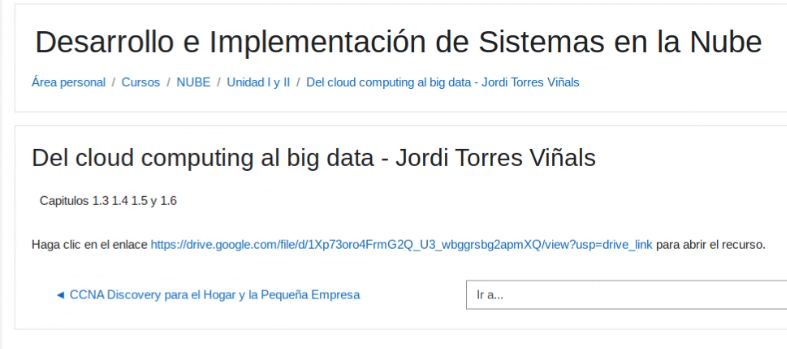 Desarrollo e Implementación de Sistemas en la Nube
Área personal / Cursos / NUBE / Unidad I y II / Del cloud computing al big data - Jordi Torres Viñals
Del cloud computing al big data - Jordi Torres Viñals
Capitulos 1.3 1.4 1.5 y 1.6
Haga clic en el enlace https://drive.google.com/file/d/1Xp73oro4FrmG2Q_U3_wbggrsbg2apmXQ/view?usp=drive_link para abrir el recurso.
◄ CCNA Discovery para el Hogar y la Pequeña Empresa
Ir a...